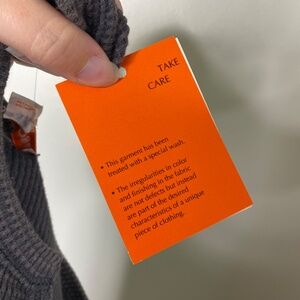 TAKE
CARE
• This garment has been
treated with a special wash.
• The irregularities in color
and finishing in the fabric
are not defects but instead
are part of the desired
characteristics of a unique
piece of clothing.